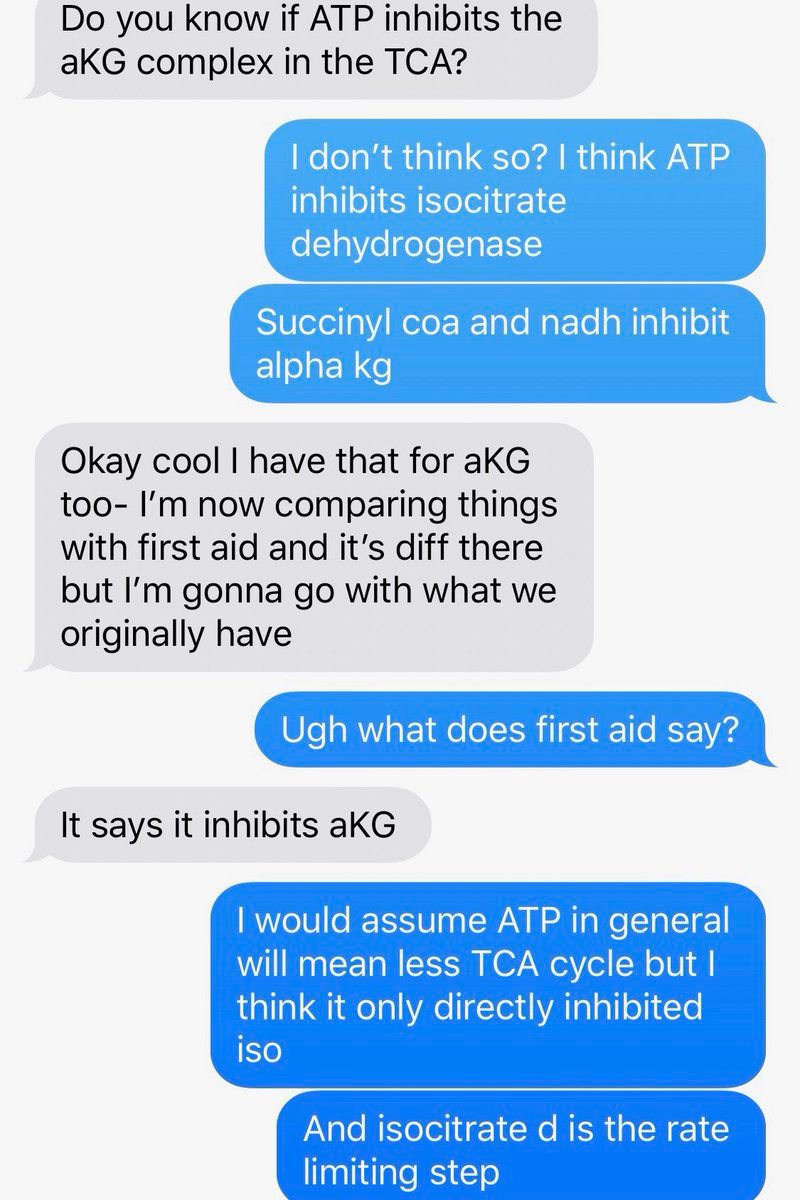 Do you know if ATP inhibits the
aKG complex in the TCA?
I don’t think so? I think ATP
inhibits isocitrate
dehydrogenase
Succinyl coa and nadh inhibit
alpha kg
Okay cool I have that for aKG
too- I’m now comparing things
with first aid and it’s diff there
but I’m gonna go with what we
originally have
Ugh what does first aid say?
It says it inhibits aKG
I would assume ATP in general
will mean less TCA cycle but I
think it only directly inhibited
iso
And isocitrate d is the rate
limiting step